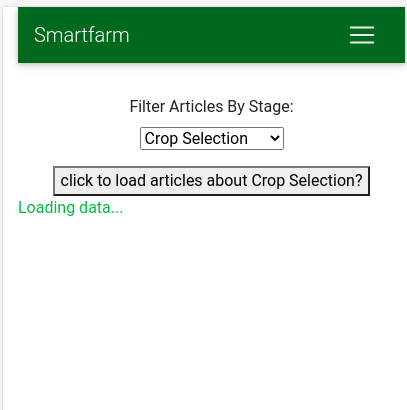 Smartfarm
Filter Articles By Stage:
Crop Selection
click to load articles about Crop Selection?
Loading data...